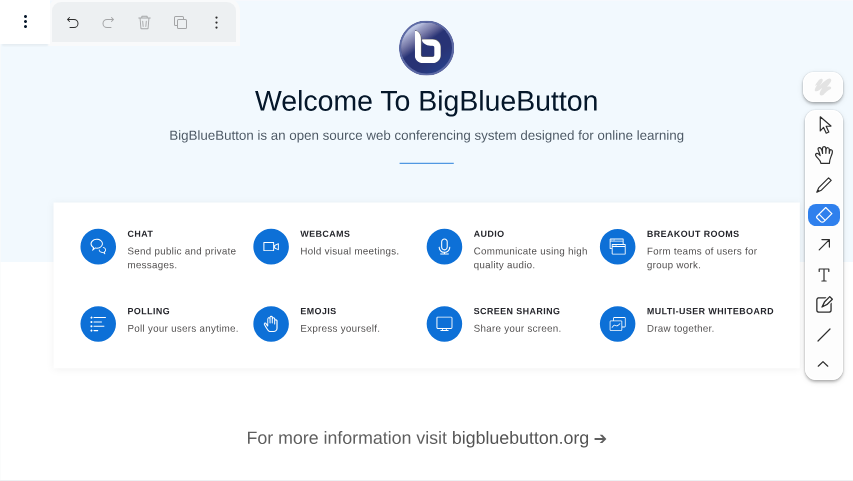 Welcome To BigBlueButton
BigBlueButton is an open source web conferencing system designed for online learning
CHAT
Send public and private
messages.
WEBCAMS
Hold visual meetings.
AUDIO
Communicate using high
quality audio.
BREAKOUT ROOMS
Form teams of users for
group work.
POLLING
Poll your users anytime.
EMOJIS
Express yourself.
SCREEN SHARING
Share your screen.
MULTI-USER WHITEBOARD
Draw together.
For more information visit bigbluebutton.org ➔